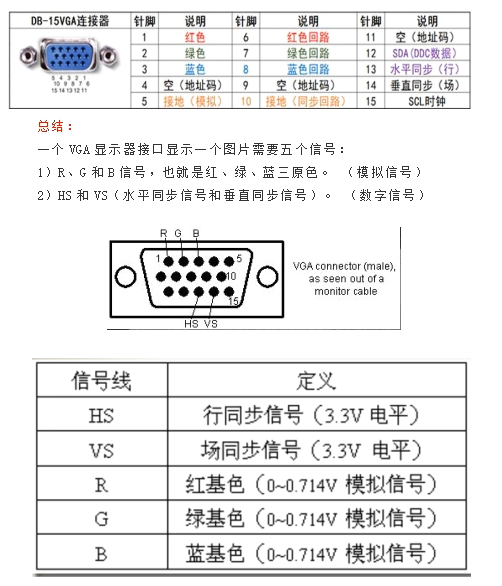 DB-15VGA连接器 针脚 说明 针脚 说明 针脚 说明
1 红色 6 红色回路 11 空（地址码）
2 绿色 7 绿色回路 12 SDA(DDC数据)
3 蓝色 8 蓝色回路 13 水平同步（行）
4 空（地址码） 9 空（地址码） 14 垂直同步（场）
5 接地（模拟） 10 接地（同步回路） 15 SCL时钟
5 4 3 2 1
10 9 8 7 6
15 14 13 12 11
总结：
一个 VGA 显示器接口显示一个图片需要五个信号：
1）R、G 和 B 信号，也就是红、绿、蓝三原色。 （模拟信号）
2）HS 和 VS（水平同步信号和垂直同步信号）。 （数字信号）
R G B
1 5
10
15
HS VS
VGA connector (male),
as seen out of a
monitor cable
信号线 定义
HS 行同步信号（3.3V 电平）
VS 场同步信号（3.3V 电平）
R 红基色（0~0.714V 模拟信号）
G 绿基色（0~0.714V 模拟信号）
B 蓝基色（0~0.714V 模拟信号）